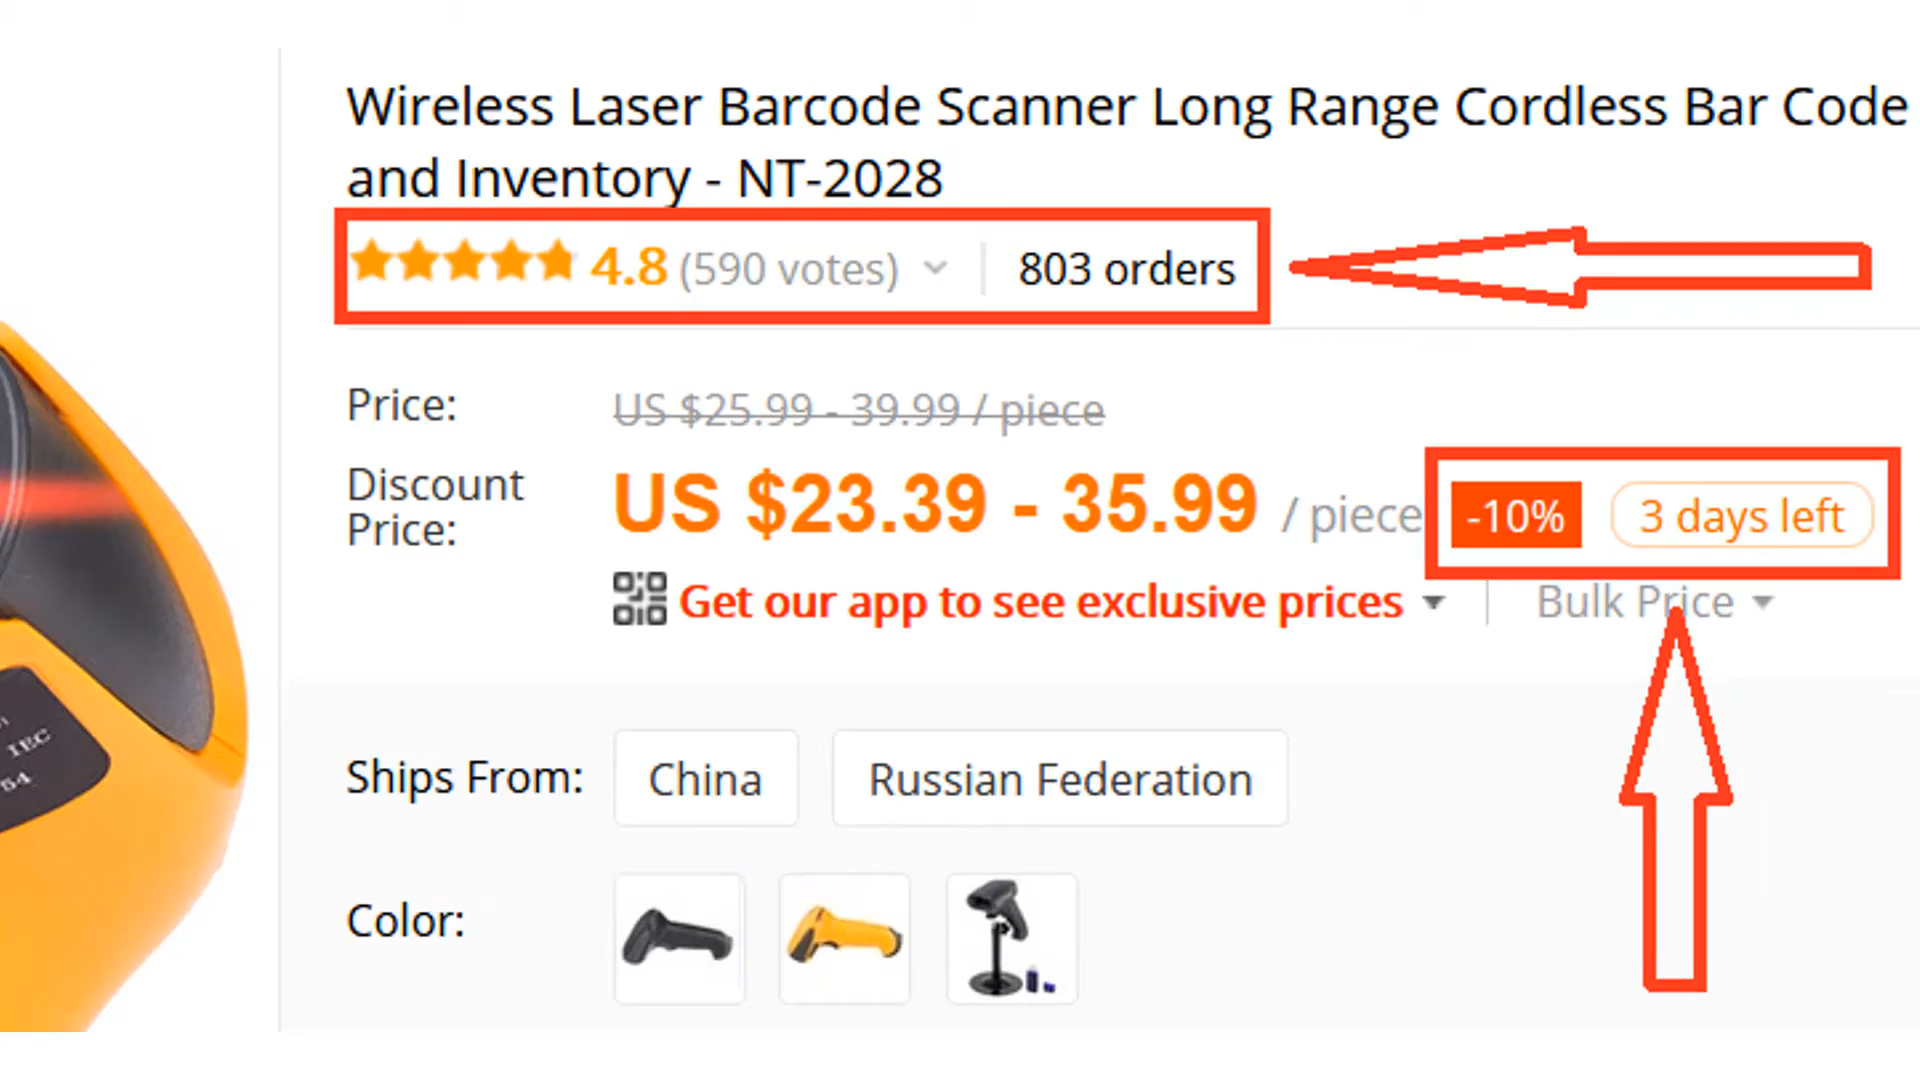 Wireless Laser Barcode Scanner Long Range Cordless Bar Code
and Inventory - NT-2028
4.8 (590 votes) 803 orders
Price: US $25.99 - 39.99 / piece
Discount Price: US $23.39 - 35.99 / piece -10% 3 days left
Get our app to see exclusive prices Bulk Price
Ships From: China Russian Federation
IEC
54
Color: